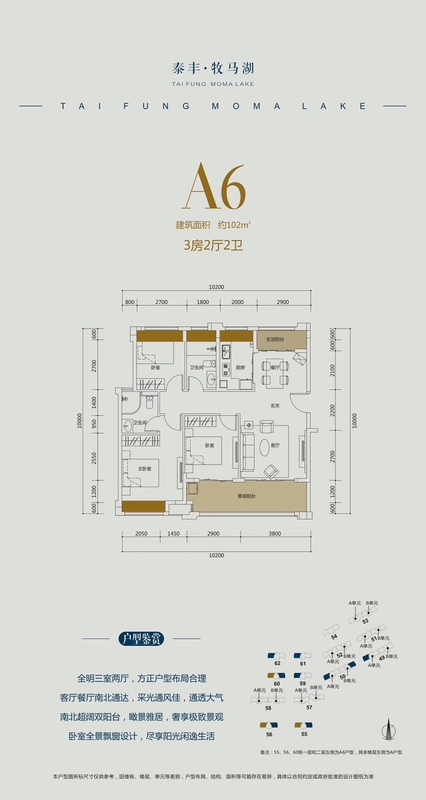 泰丰·牧马湖
TAI FUNG MOMA LAKE
TAI FUNG MOMA LAKE
A6
建筑面积 约102m²
3房2厅2卫
10200
800 2700 1800 2000 2900
600 2700 1400 950 2550 1200 600
10000
600 600 2100 2200 2700 1200 600
10000
生活阳台
卧室
卫生间
厨房
餐厅
玄关
卫生间
卧室
客厅
主卧室
景观阳台
2050 1450 2900 3800
10200
户型鉴赏
全明三室两厅,方正户型布局合理
客厅餐厅南北通达,采光通风佳,通透大气
南北超阔双阳台,瞰景雅居,奢享极致景观
卧室全景飘窗设计,尽享阳光闲逸生活
A单元 B单元
54 53
A单元 B单元
52 51
62 61
B单元
A单元
50 49
60 59
A单元 B单元
A单元 B单元
58 57
56 55
备注:55、56、60栋一层和二层左侧为A6户型,其余楼层左侧为A户型
本户型图所标尺寸仅供参考,因楼栋、楼层、单元等差别,户型布局、结构、面积等可能存在差异,具体以合同约定或政府批准的设计图纸为准